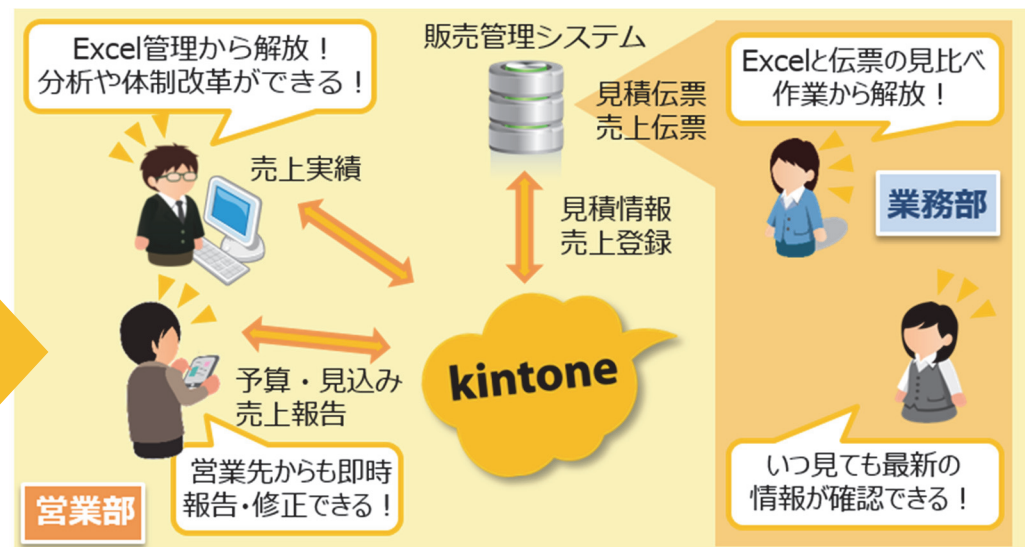 Excel管理から解放！
分析や体制改革ができる！
販売管理システム
見積伝票
売上伝票
Excelと伝票の見比べ
作業から解放！
売上実績
見積情報
売上登録
業務部
予算・見込み
売上報告
kintone
営業先からも即時
報告・修正できる！
営業部
いつ見ても最新の
情報が確認できる！